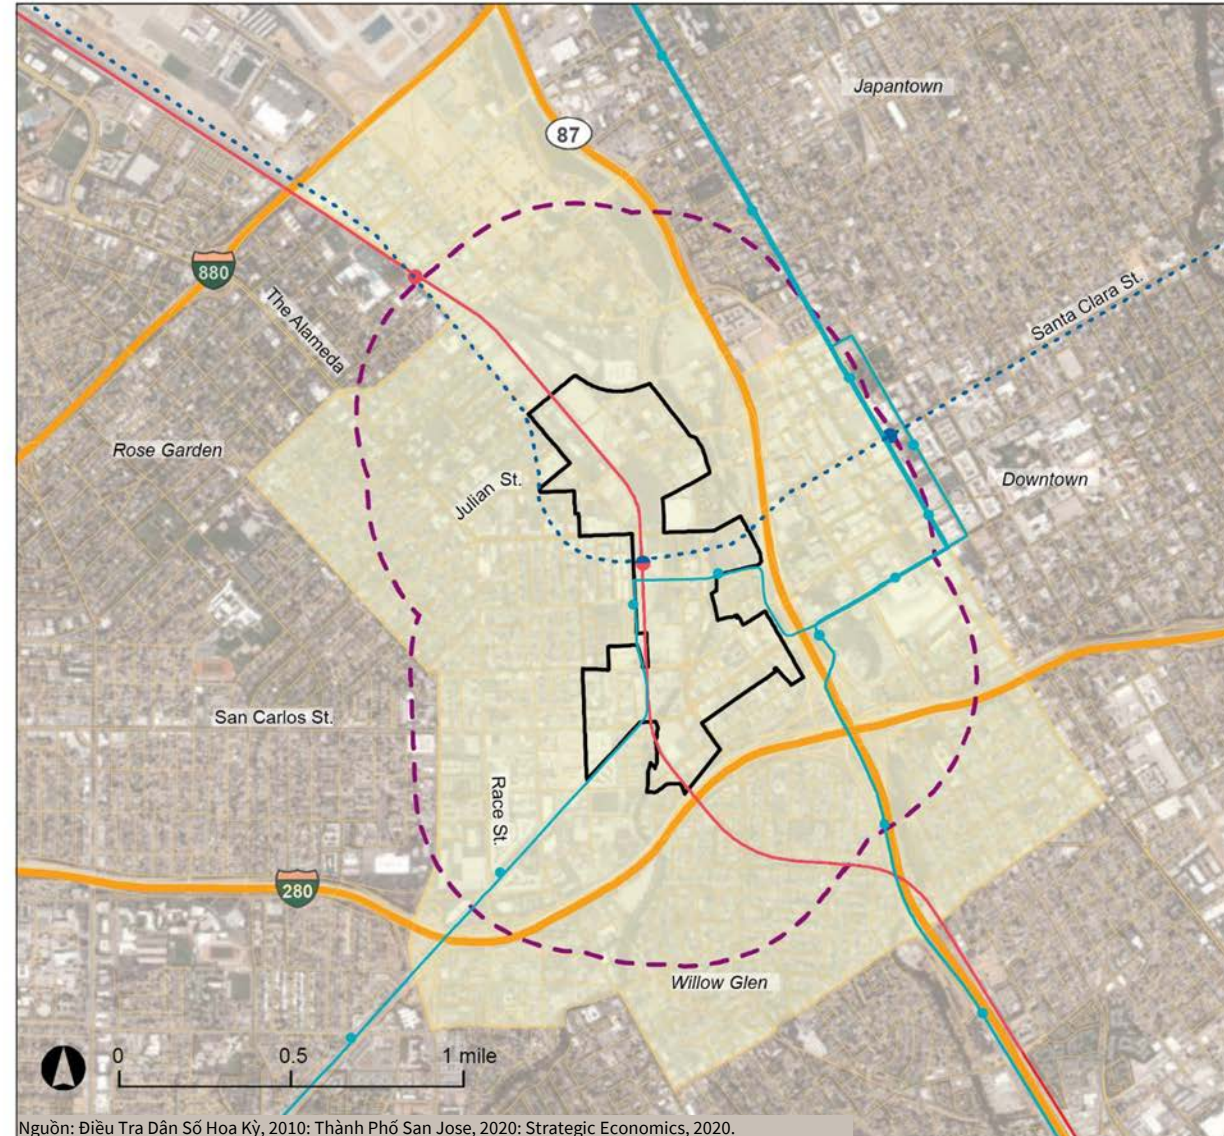 Japantown
87
880
The Alameda
Santa Clara St.
Rose Garden
Julian St.
Downtown
San Carlos St.
Race St.
280
Willow Glen
0 0.5 1 mile
Nguồn: Điều Tra Dân Số Hoa Kỳ, 2010: Thành Phố San Jose, 2020: Strategic Economics, 2020.